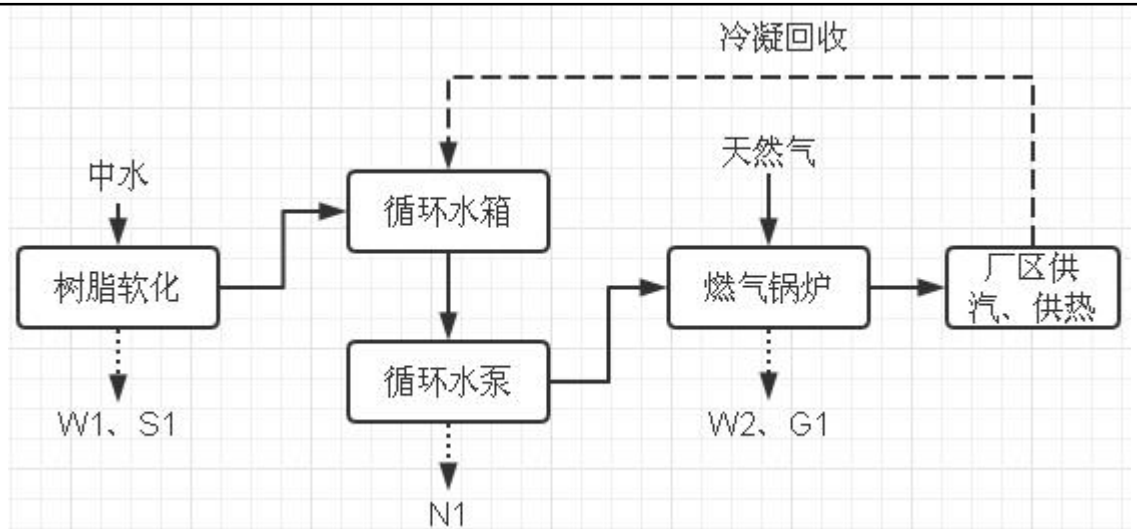 冷凝回收
中水
天然气
循环水箱
树脂软化
燃气锅炉
厂区供
汽、供热
循环水泵
W1、S1
W2、G1
N1